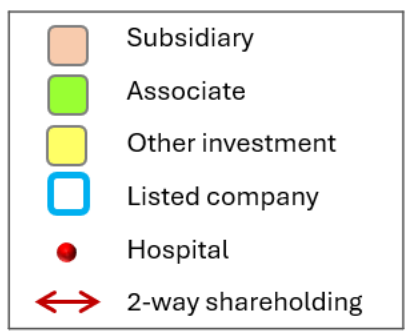 Subsidiary
Associate
Other investment
Listed company
Hospital
2-way shareholding